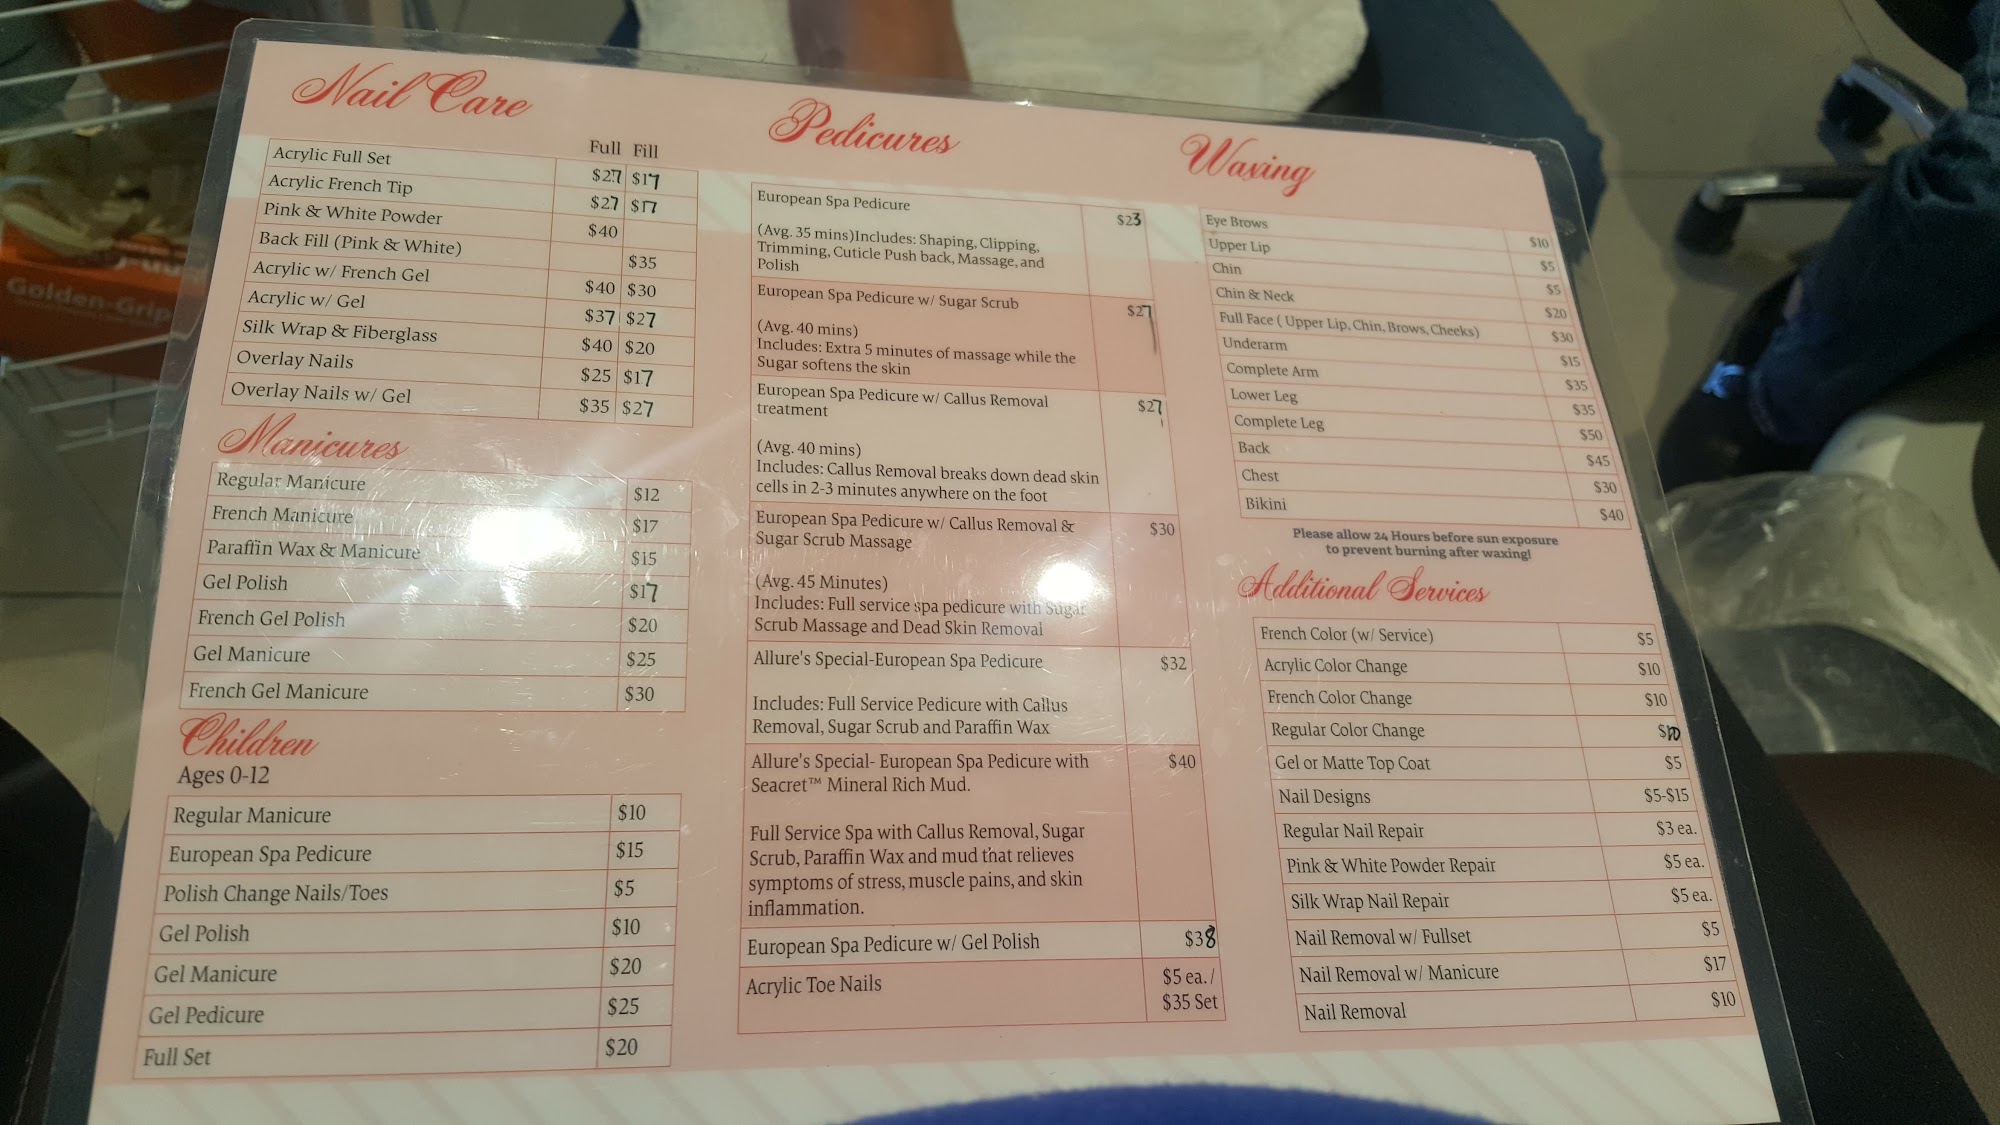 Nail Care
Full Fill
Acrylic Full Set $27 $17
Acrylic French Tip $27 $17
Pink & White Powder $40
Back Fill (Pink & White) $35
Acrylic w/ French Gel $40 $30
Acrylic w/ Gel $37 $27
Silk Wrap & Fiberglass $40 $20
Overlay Nails $25 $17
Overlay Nails w/ Gel $35 $27
Manicures
Regular Manicure $12
French Manicure $17
Paraffin Wax & Manicure $15
Gel Polish $17
French Gel Polish $20
Gel Manicure $25
French Gel Manicure $30
Children
Ages 0-12
Regular Manicure $10
European Spa Pedicure $15
Polish Change Nails/Toes $5
Gel Polish $10
Gel Manicure $20
Gel Pedicure $25
Full Set $20
Pedicures
European Spa Pedicure $23
(Avg. 35 mins)Includes: Shaping, Clipping,
Trimming, Cuticle Push back, Massage, and
Polish
European Spa Pedicure w/ Sugar Scrub $27
(Avg. 40 mins)
Includes: Extra 5 minutes of massage while the
Sugar softens the skin
European Spa Pedicure w/ Callus Removal $27
treatment
(Avg. 40 mins)
Includes: Callus Removal breaks down dead skin
cells in 2-3 minutes anywhere on the foot
European Spa Pedicure w/ Callus Removal & $30
Sugar Scrub Massage
(Avg. 45 Minutes)
Includes: Full service spa pedicure with Sugar
Scrub Massage and Dead Skin Removal
Allure's Special-European Spa Pedicure $32
Includes: Full Service Pedicure with Callus
Removal, Sugar Scrub and Paraffin Wax
Allure's Special- European Spa Pedicure with $40
Seacret™ Mineral Rich Mud.
Full Service Spa with Callus Removal, Sugar
Scrub, Paraffin Wax and mud that relieves
symptoms of stress, muscle pains, and skin
inflammation.
European Spa Pedicure w/ Gel Polish $38
Acrylic Toe Nails $5 ea./
$35 Set
Waxing
Eye Brows $10
Upper Lip $5
Chin $5
Chin & Neck $20
Full Face ( Upper Lip, Chin, Brows, Cheeks) $30
Underarm $15
Complete Arm $35
Lower Leg $35
Complete Leg $50
Back $45
Chest $30
Bikini $40
Please allow 24 Hours before sun exposure
to prevent burning after waxing!
Additional Services
French Color (w/ Service) $5
Acrylic Color Change $10
French Color Change $10
Regular Color Change $10
Gel or Matte Top Coat $5
Nail Designs $5-$15
Regular Nail Repair $3 ea.
Pink & White Powder Repair $5 ea.
Silk Wrap Nail Repair $5 ea.
Nail Removal w/ Fullset $5
Nail Removal w/ Manicure $17
Nail Removal $10
Golden-Grip